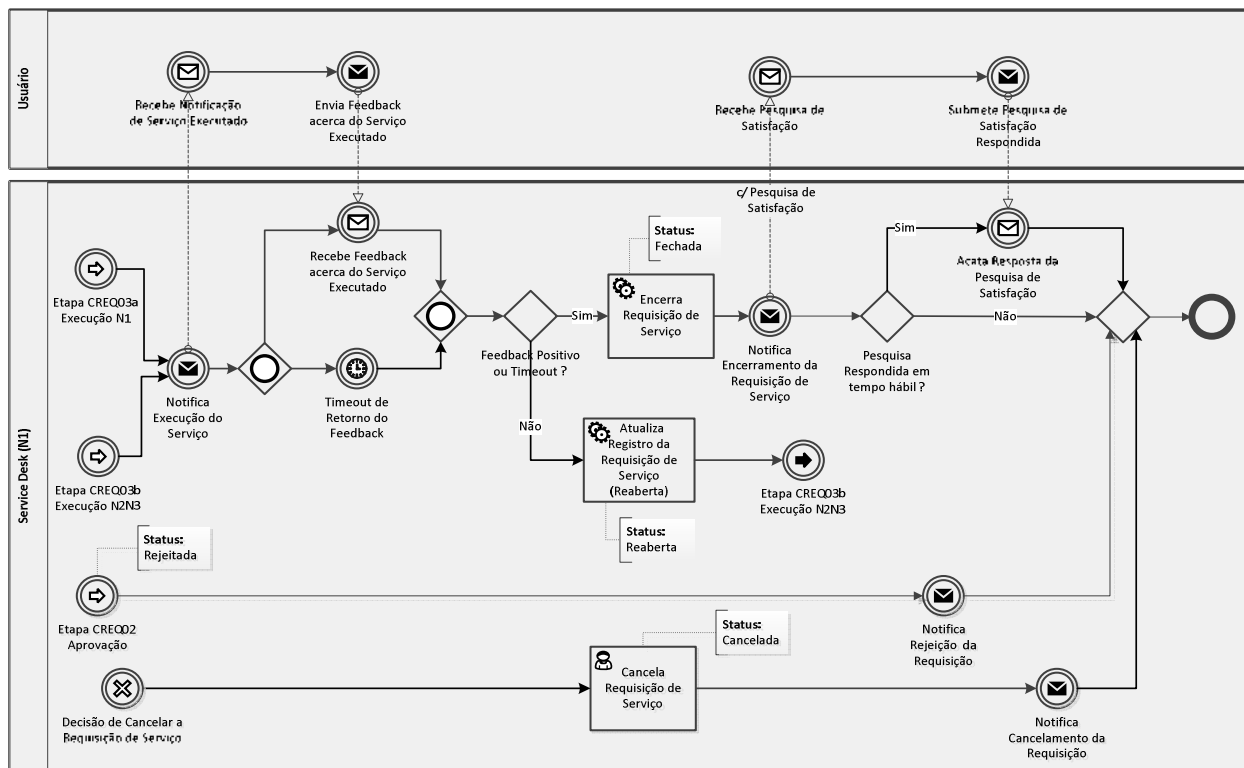 Usuário
Recebe Notificação
de Serviço Executado
Envia Feedback
acerca do Serviço
Executado
Recebe Pesquisa de
Satisfação
Submete Pesquisa de
Satisfação
Respondida
Service Desk (N1)
c/ Pesquisa de
Satisfação
Etapa CREQ03a
Execução N1
Etapa CREQ03b
Execução N2N3
Notifica
Execução do
Serviço
Recebe Feedback
acerca do Serviço
Executado
Timeout de
Retorno do
Feedback
Feedback Positivo
ou Timeout ?
Sim
Não
Status:
Fechada
Encerra
Requisição de
Serviço
Notifica
Encerramento da
Requisição de
Serviço
Pesquisa
Respondida em
tempo hábil ?
Sim
Não
Acata Resposta da
Pesquisa de
Satisfação
Atualiza
Registro da
Requisição de
Serviço
(Reaberta)
Status:
Reaberta
Etapa CREQ03b
Execução N2N3
Status:
Rejeitada
Etapa CREQ02
Aprovação
Notifica
Rejeição da
Requisição
Status:
Cancelada
Decisão de Cancelar a
Requisição de Serviço
Cancela
Requisição de
Serviço
Notifica
Cancelamento da
Requisição